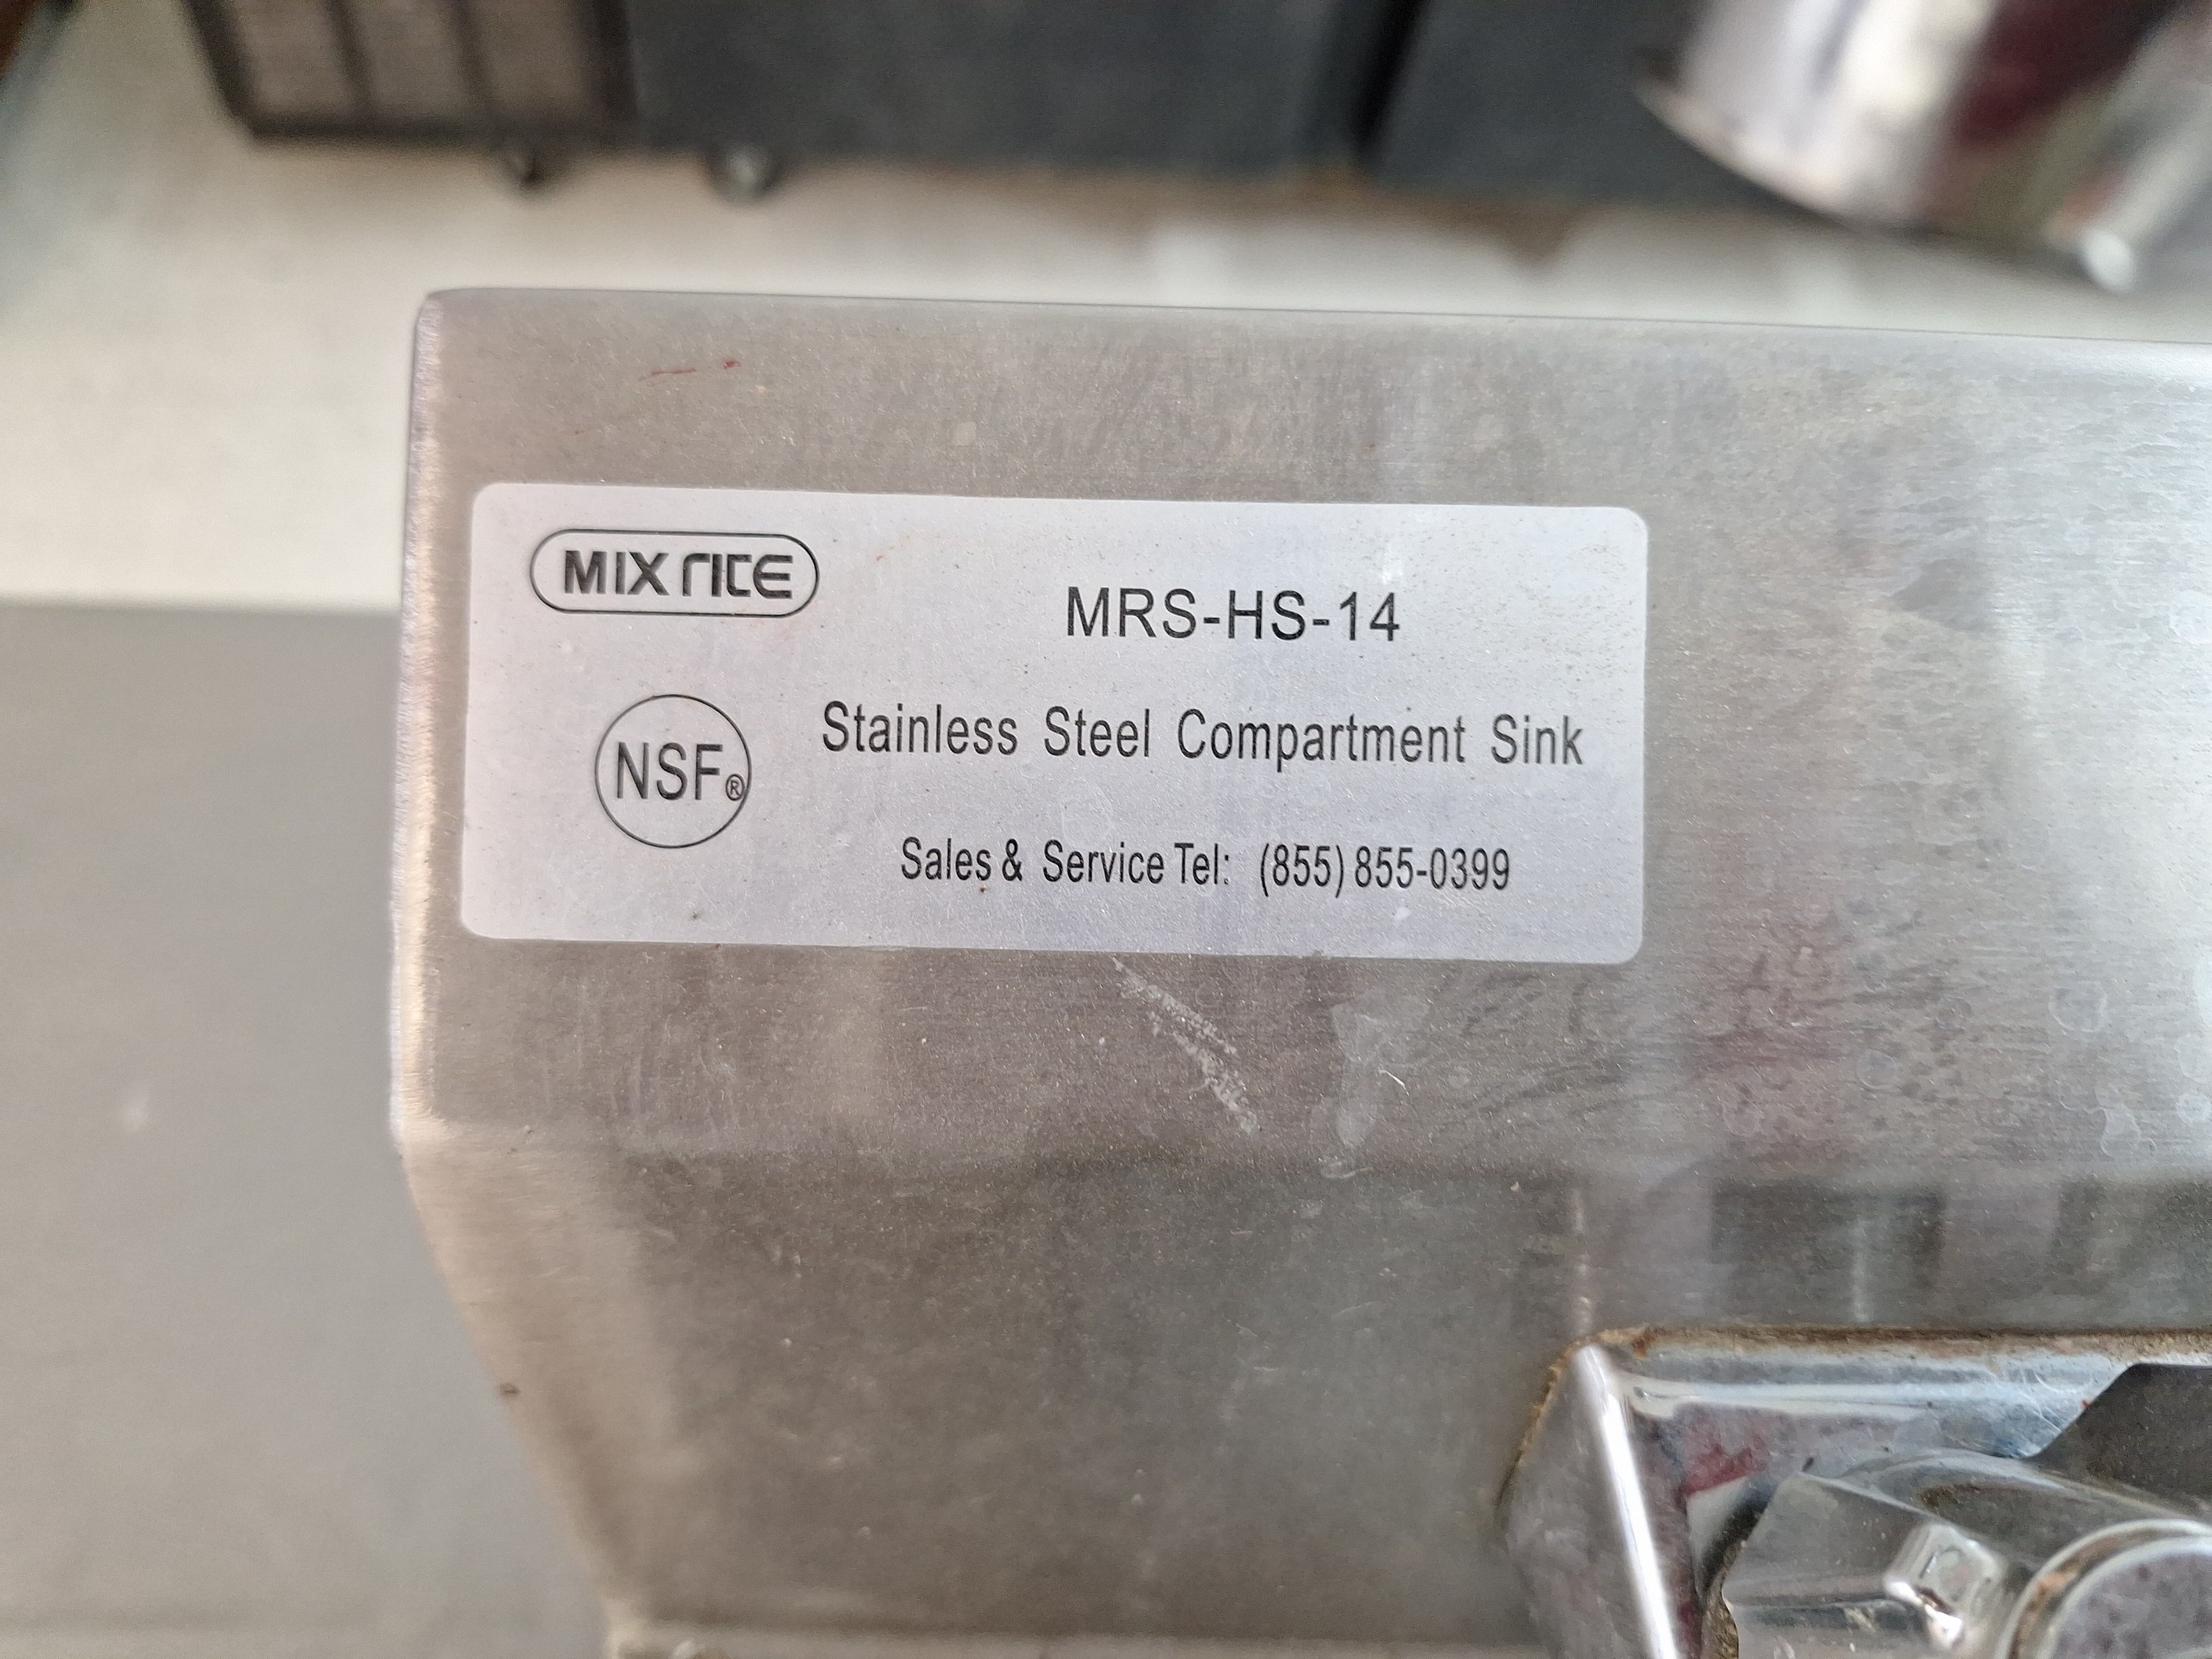 MIX rITE
MRS-HS-14
NSF®
Stainless Steel Compartment Sink
Sales & Service Tel: (855) 855-0399